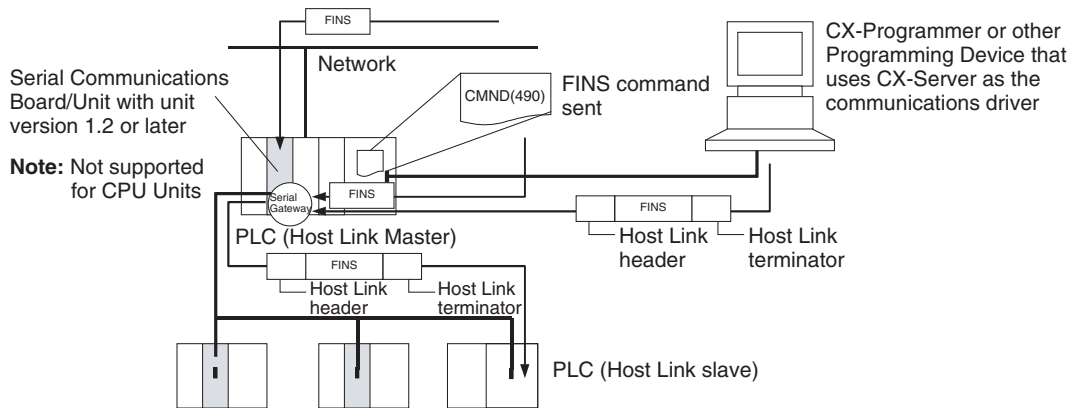 FINS
Network
Serial Communications
Board/Unit with unit
version 1.2 or later
Note: Not supported
for CPU Units
CMND(490)
FINS command
sent
CX-Programmer or other
Programming Device that
uses CX-Server as the
communications driver
Serial
Gateway
FINS
PLC (Host Link Master)
FINS
Host Link
header
Host Link
terminator
FINS
Host Link
header
Host Link
terminator
PLC (Host Link slave)